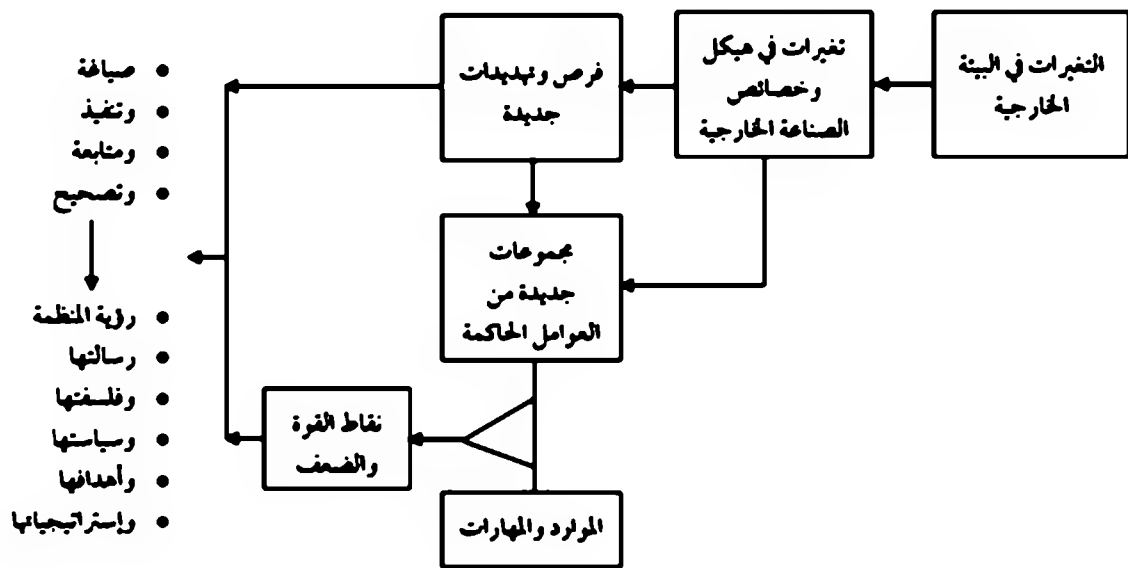 التغيرات في البيئة
الخارجية
تغيرات في هيكل
وخصائص
الصناعة الخارجية
فرص وتهديدات
جديدة
مجموعات
جديدة من
العوامل الحاكمة
نقاط القوة
والضعف
الموارد والمهارات
• صياغة
• وتنفيذ
• ومتابعة
• وتصحيح
• رؤية المنظمة
• رسالتها
• وفلسفتها
• وسياستها
• وأهدافها
• وإستراتيجياتها